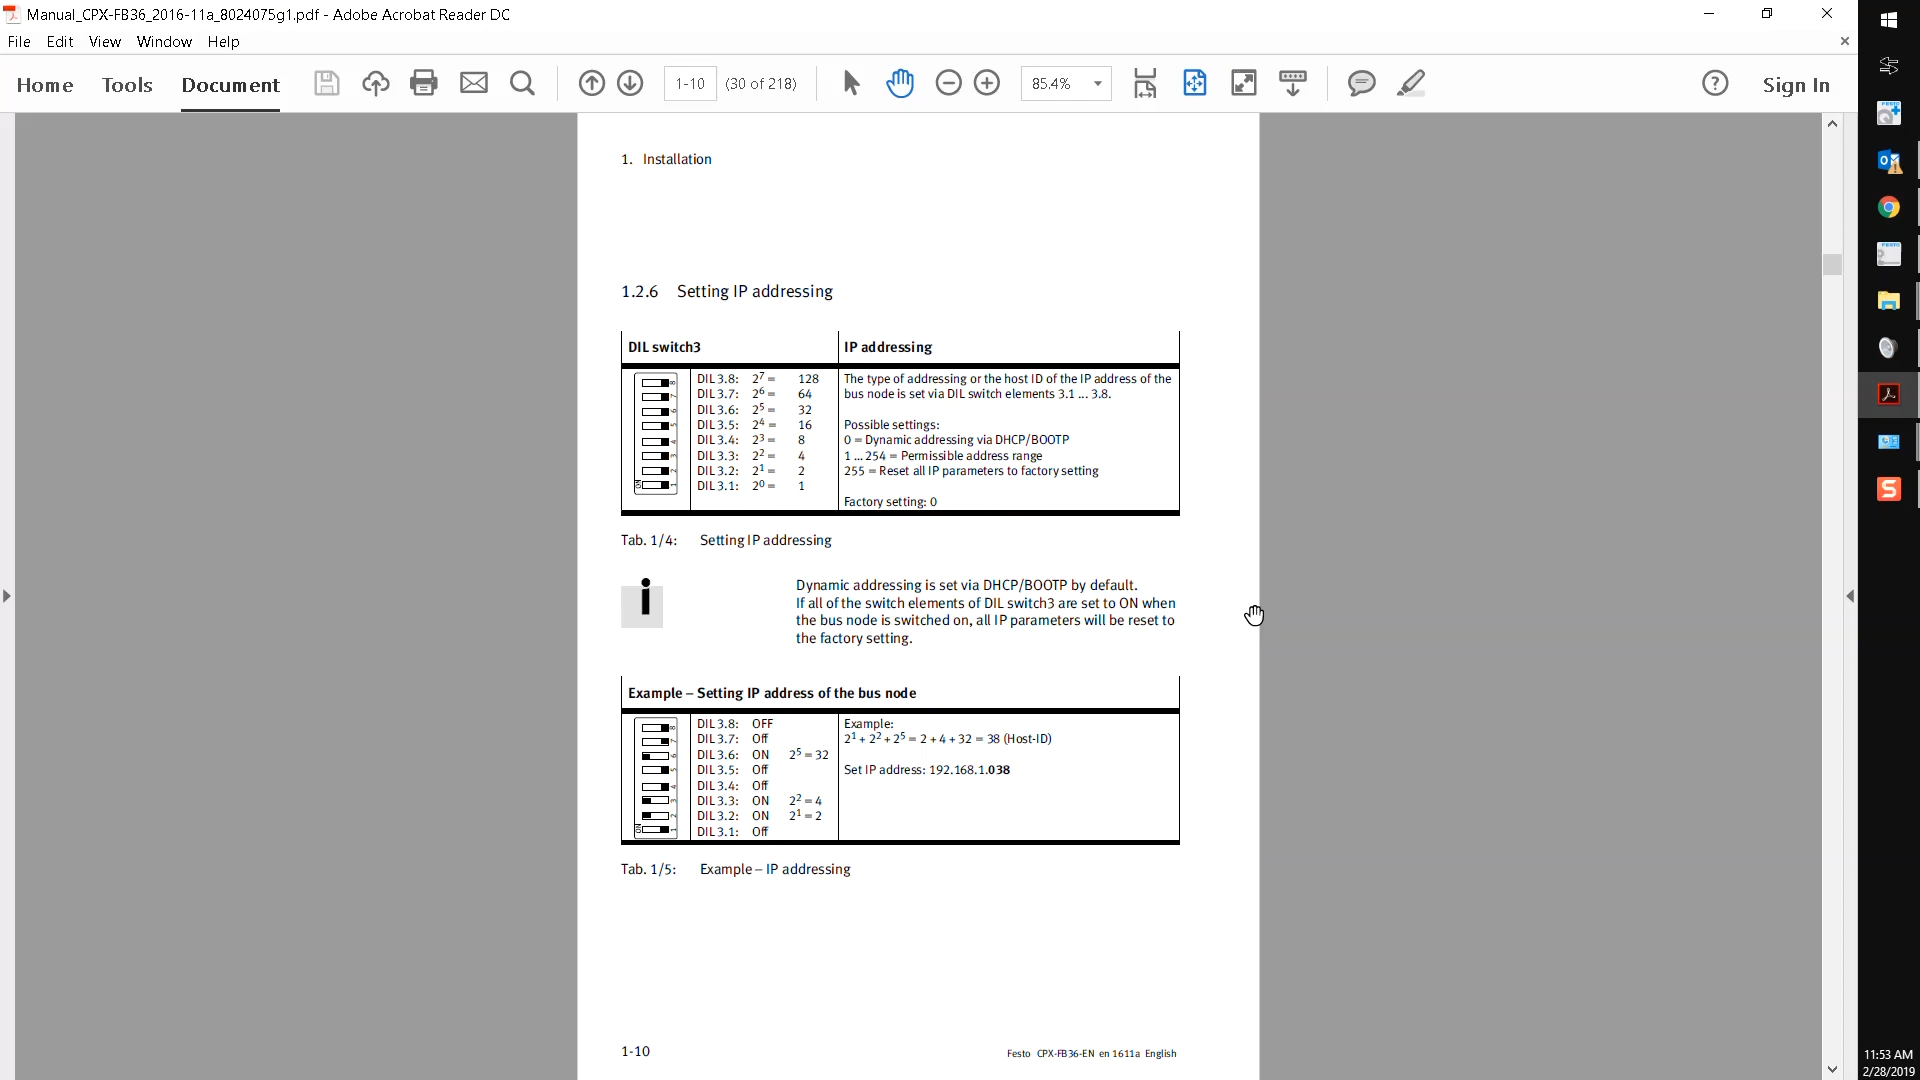 Manual_CPX-FB36_2016-11a_8024075g1.pdf - Adobe Acrobat Reader DC
File Edit View Window Help
Home Tools Document 1-10 (30 of 218) 85.4% Sign In
1. Installation
1.2.6 Setting IP addressing
DIL switch3 IP addressing
DIL 3.8: 2⁷ = 128 The type of addressing or the host ID of the IP address of the
DIL 3.7: 2⁶ = 64 bus node is set via DIL switch elements 3.1 ... 3.8.
DIL 3.6: 2⁵ = 32
DIL 3.5: 2⁴ = 16 Possible settings:
DIL 3.4: 2³ = 8 0 = Dynamic addressing via DHCP/BOOTP
DIL 3.3: 2² = 4 1 ... 254 = Permissible address range
DIL 3.2: 2¹ = 2 255 = Reset all IP parameters to factory setting
DIL 3.1: 2⁰ = 1
Factory setting: 0
Tab. 1/4: Setting IP addressing
Dynamic addressing is set via DHCP/BOOTP by default.
If all of the switch elements of DIL switch3 are set to ON when
the bus node is switched on, all IP parameters will be reset to
the factory setting.
Example – Setting IP address of the bus node
DIL 3.8: OFF Example:
DIL 3.7: Off 2¹ + 2² + 2⁵ = 2 + 4 + 32 = 38 (Host-ID)
DIL 3.6: ON 2⁵ = 32
DIL 3.5: Off Set IP address: 192.168.1.038
DIL 3.4: Off
DIL 3.3: ON 2² = 4
DIL 3.2: ON 2¹ = 2
DIL 3.1: Off
Tab. 1/5: Example – IP addressing
1-10 Festo CPX-FB36-EN en 1611a English
11:53 AM
2/28/2019